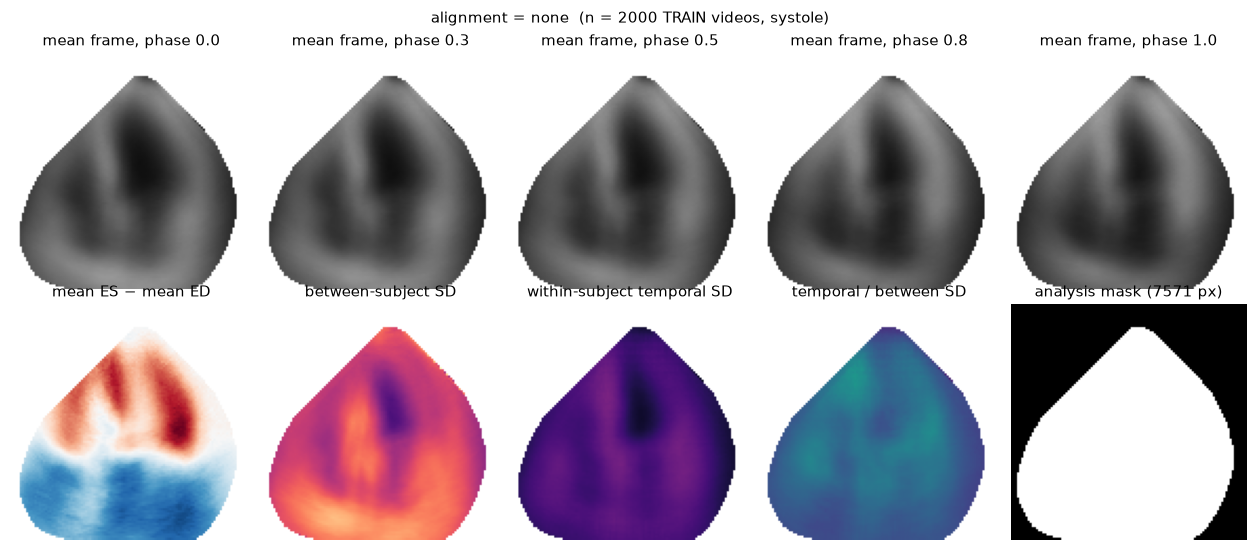 alignment = none  (n = 2000 TRAIN videos, systole)
mean frame, phase 0.0
mean frame, phase 0.3
mean frame, phase 0.5
mean frame, phase 0.8
mean frame, phase 1.0
mean ES − mean ED
between-subject SD
within-subject temporal SD
temporal / between SD
analysis mask (7571 px)